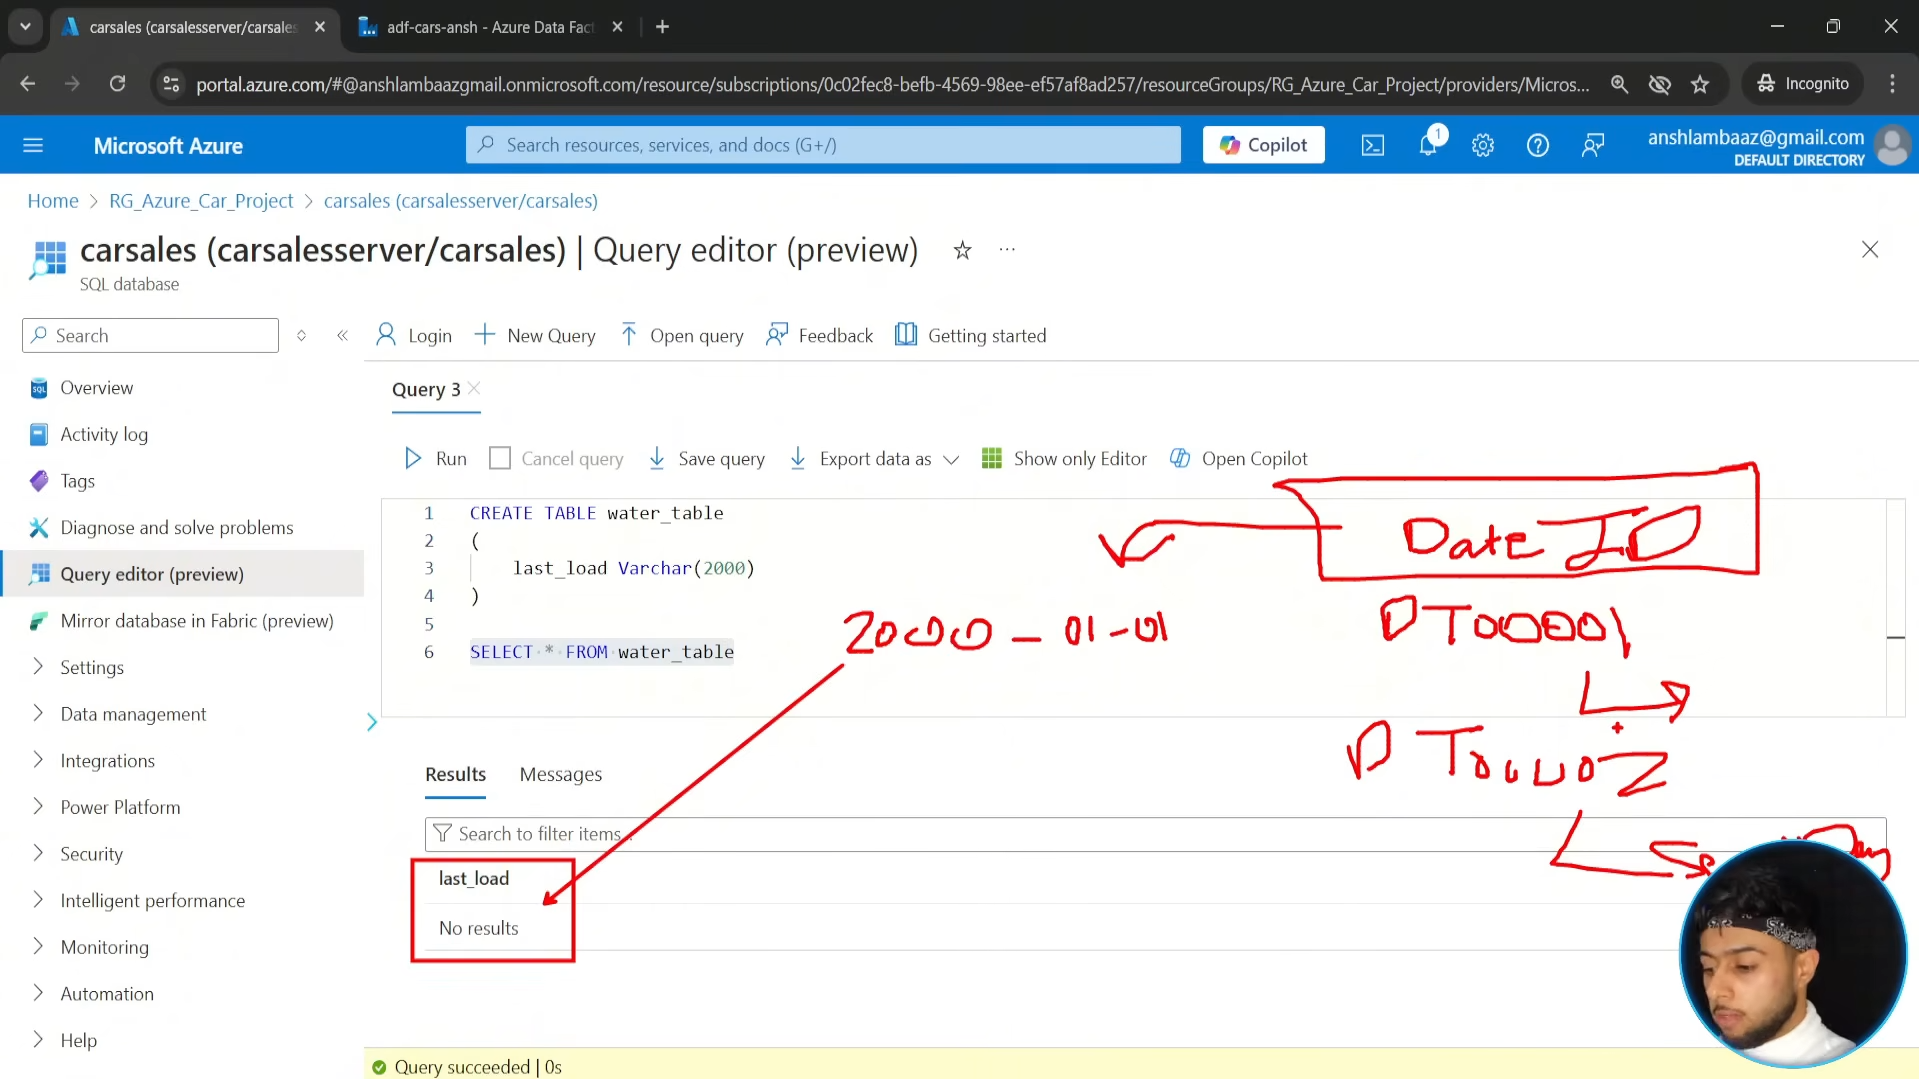 carsales (carsalesserver/carsales
adf-cars-ansh - Azure Data Fact
portal.azure.com/#@anshlambaazgmail.onmicrosoft.com/resource/subscriptions/0c02fec8-befb-4569-98ee-ef57af8ad257/resourceGroups/RG_Azure_Car_Project/providers/Micros...
Incognito
Microsoft Azure
Search resources, services, and docs (G+/)
Copilot
1
anshlambaaz@gmail.com
DEFAULT DIRECTORY
Home > RG_Azure_Car_Project > carsales (carsalesserver/carsales)
carsales (carsalesserver/carsales) | Query editor (preview)
...
SQL database
Search
Login
New Query
Open query
Feedback
Getting started
Overview
Activity log
Tags
Diagnose and solve problems
Query editor (preview)
Mirror database in Fabric (preview)
Settings
Data management
Integrations
Power Platform
Security
Intelligent performance
Monitoring
Automation
Help
Query 3
Run
Cancel query
Save query
Export data as
Show only Editor
Open Copilot
1 CREATE TABLE water_table
2 (
3 last_load Varchar(2000)
4 )
5
6 SELECT * FROM water_table
Date ID
2000 - 01-01
DT00001
DT00002
Results
Messages
Search to filter items...
last_load
No results
Query succeeded | 0s